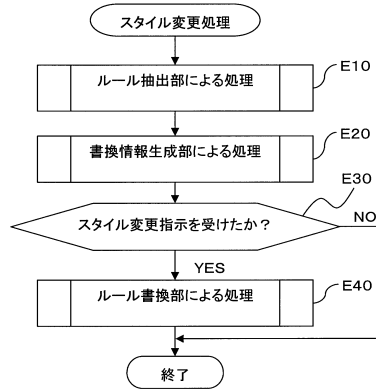 スタイル変更処理
E10
ルール抽出部による処理
E20
書換情報生成部による処理
E30
スタイル変更指示を受けたか？
NO
YES
E40
ルール書換部による処理
終了